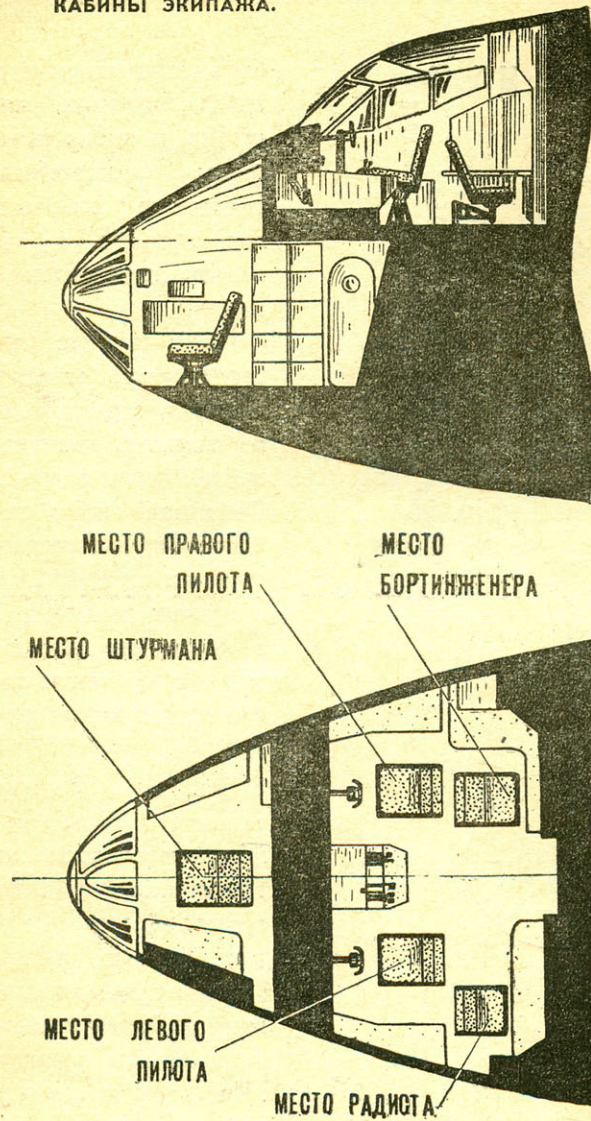 КАБИНЫ ЭКИПАЖА.
МЕСТО ПРАВОГО
ПИЛОТА
МЕСТО
БОРТИНЖЕНЕРА
МЕСТО ШТУРМАНА
МЕСТО ЛЕВОГО
ПИЛОТА
МЕСТО РАДИСТА